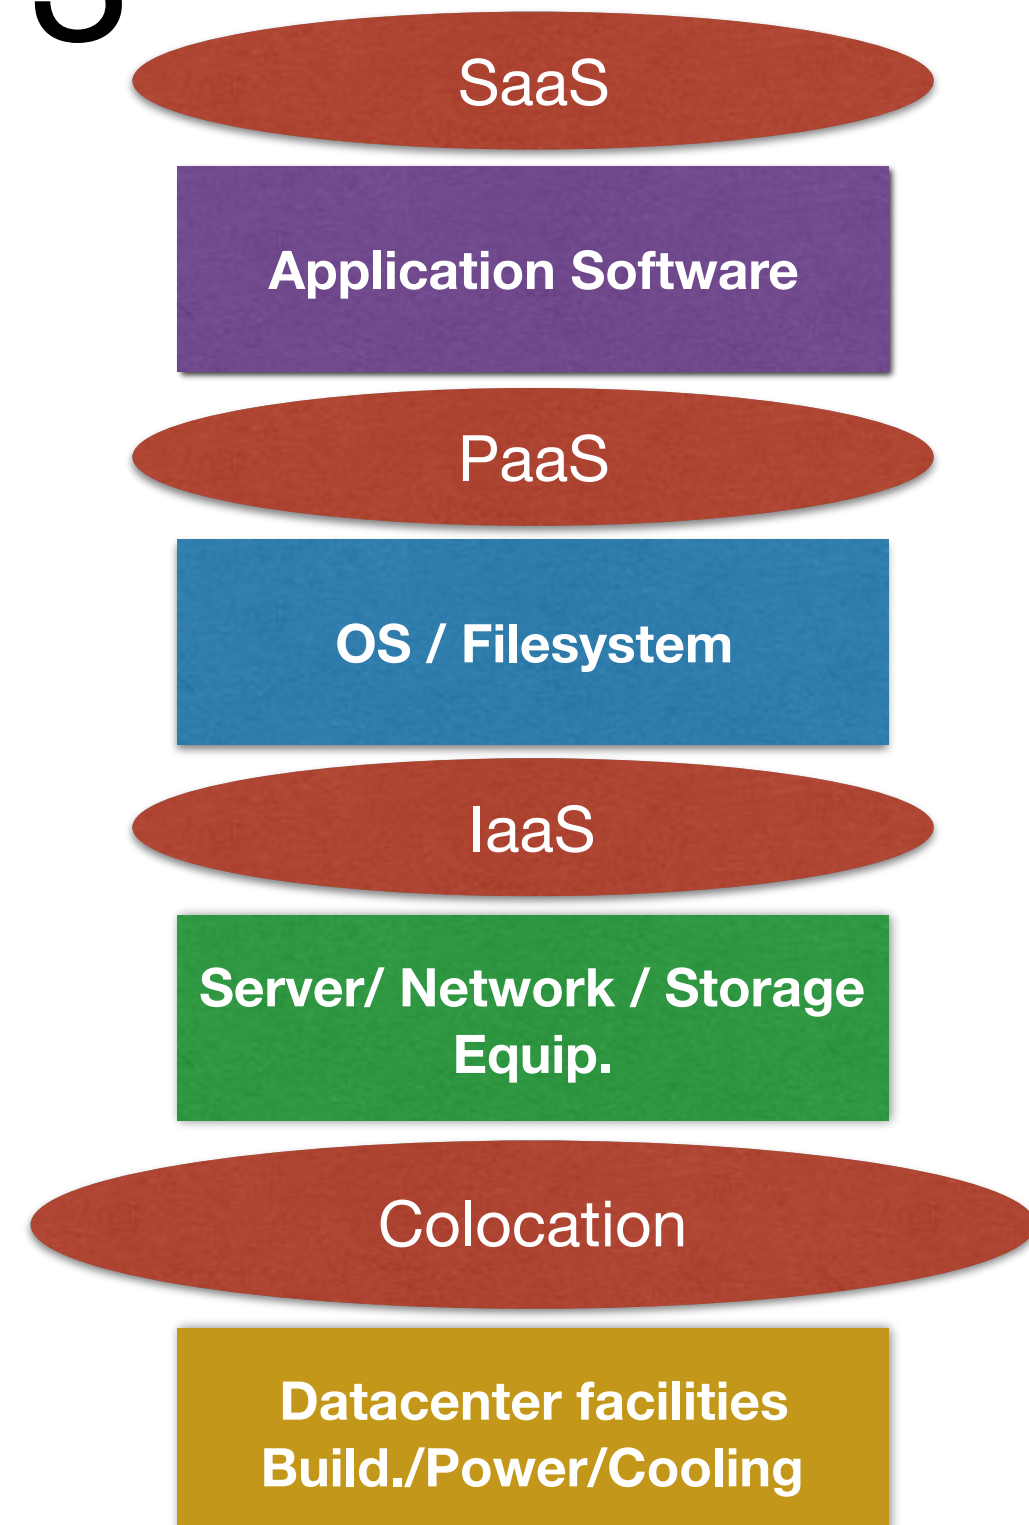 SaaS
Application Software
PaaS
OS / Filesystem
IaaS
Server/ Network / Storage
Equip.
Colocation
Datacenter facilities
Build./Power/Cooling